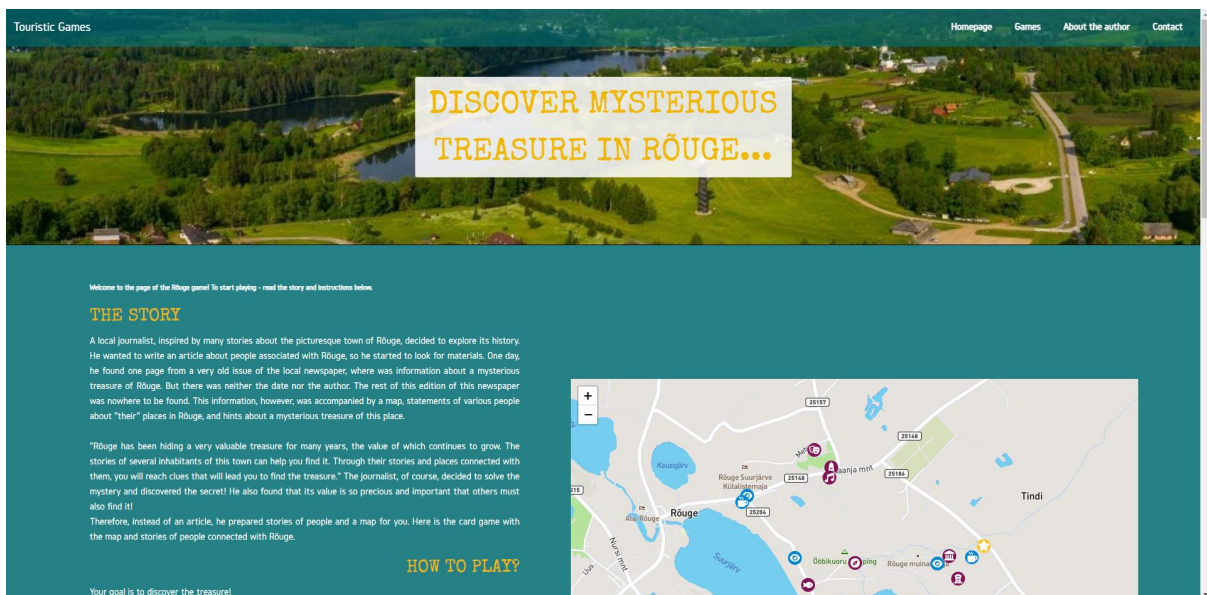 Touristic Games
Homepage Games About the author Contact
DISCOVER MYSTERIOUS
TREASURE IN RÕUGE...
Welcome to the page of the Rõuge game! To start playing - read the story and instructions below.
THE STORY
A local journalist, inspired by many stories about the picturesque town of Rõuge, decided to explore its history.
He wanted to write an article about people associated with Rõuge, so he started to look for materials. One day,
he found one page from a very old issue of the local newspaper, where was information about a mysterious
treasure of Rõuge. But there was neither the date nor the author. The rest of this edition of this newspaper
was nowhere to be found. This information, however, was accompanied by a map, statements of various people
about "their" places in Rõuge, and hints about a mysterious treasure of this place.
"Rõuge has been hiding a very valuable treasure for many years, the value of which continues to grow. The
stories of several inhabitants of this town can help you find it. Through their stories and places connected with
them, you will reach clues that will lead you to find the treasure." The journalist, of course, decided to solve the
mystery and discovered the secret! He also found that its value is so precious and important that others must
also find it!
Therefore, instead of an article, he prepared stories of people and a map for you. Here is the card game with
the map and stories of people connected with Rõuge.
HOW TO PLAY?
Your goal is to discover the treasure!
+
−
25157
25148
Kaussjärv
Rõuge Suurjärve
Külalistemaja
25148
aanja mnt
25186
215
Ala-Rõuge
Rõuge
25204
Tindi
Nursi mnt
Uus
Suurjärv
Ööbikuoru
ping
Rõuge muina